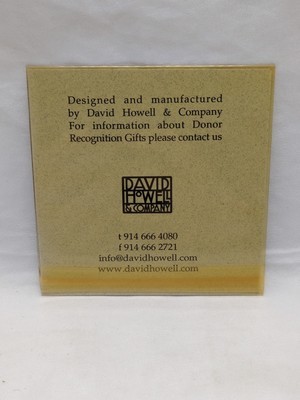 Designed and manufactured
by David Howell & Company
For information about Donor
Recognition Gifts please contact us
DAVID
HOWELL
& COMPANY
t 914 666 4080
f 914 666 2721
info@davidhowell.com
www.davidhowell.com